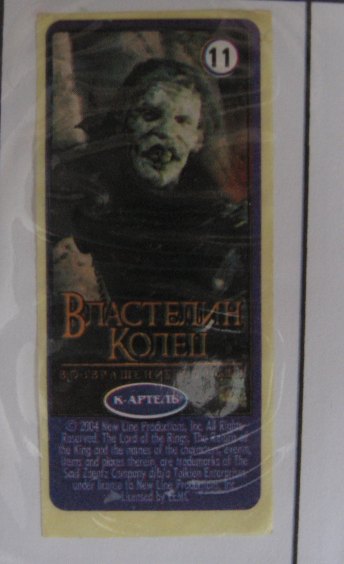 11
ВЛАСТЕЛИН
КОЛЕЦ
ВОЗВРАЩЕНИЕ
К-АРТЕЛЬ
© 2004 New Line Productions, Inc. All Rights
Reserved. The Lord of the Rings, The Return of
the King and the names of the characters, events,
items and places therein, are trademarks of The
Saul Zaentz Company d/b/a Tolkien Enterprises
under license to New Line Productions, Inc.
Licensed by ELMC